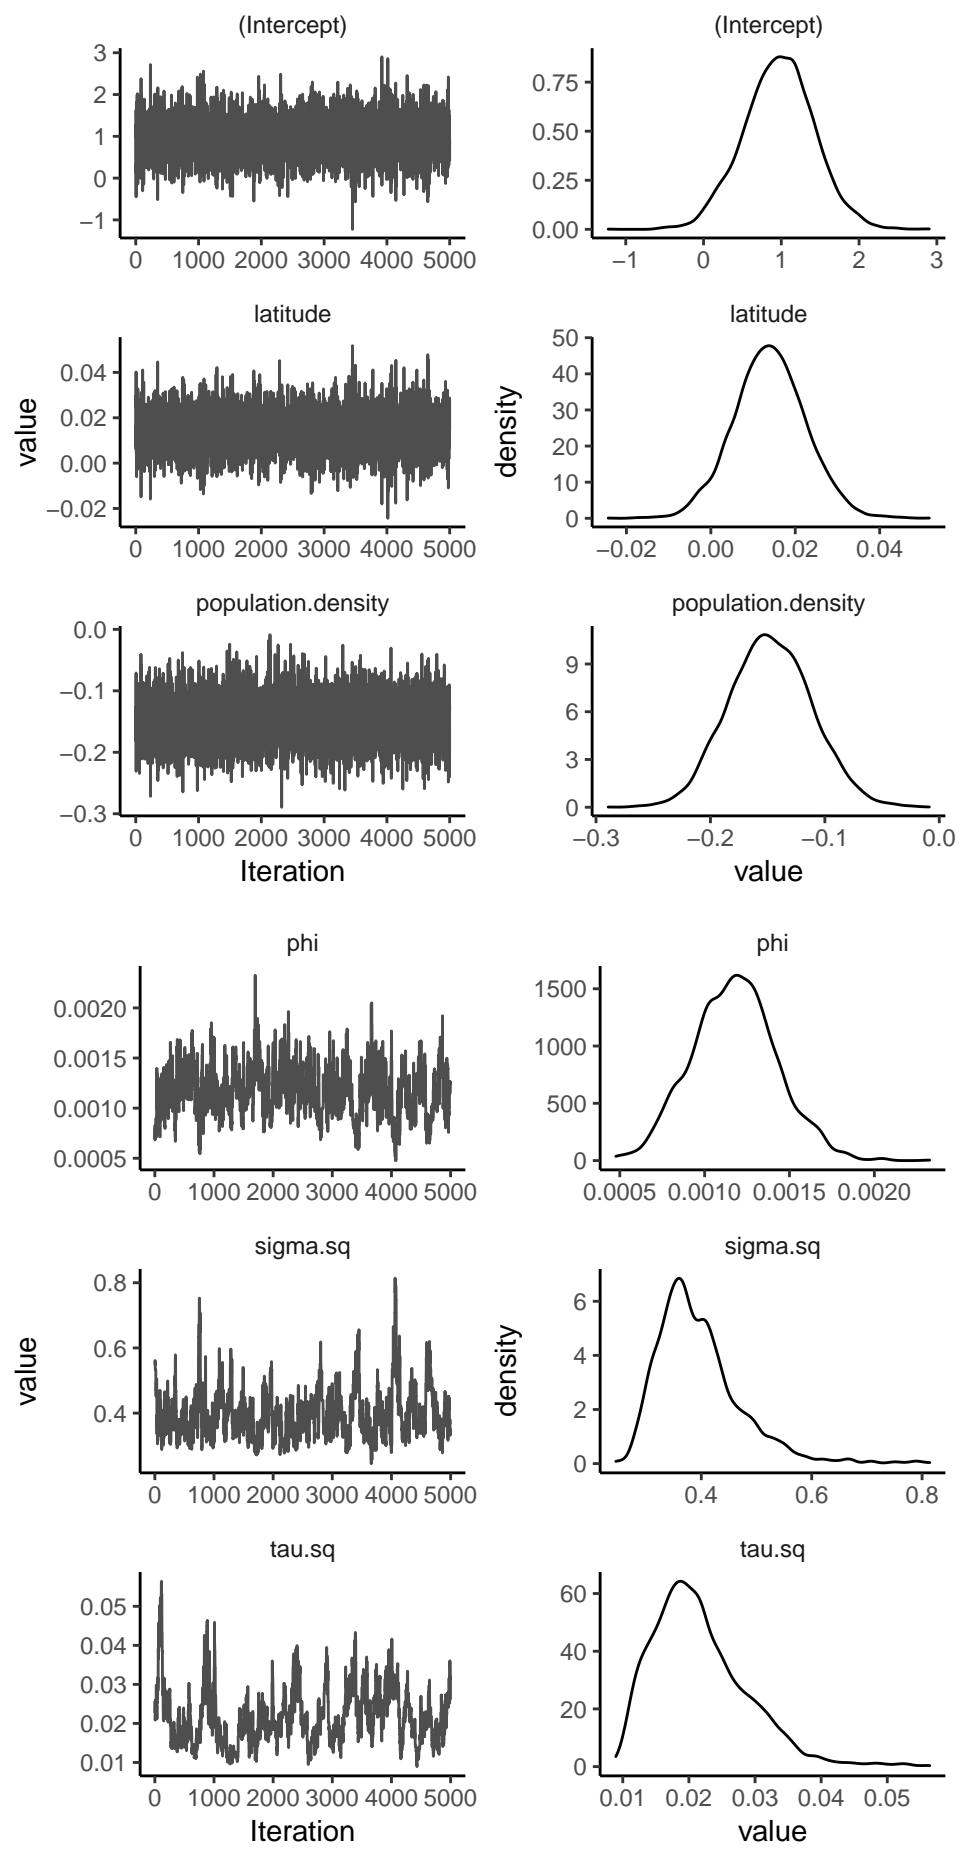 (Intercept) (Intercept)
3
2
1
0
−1
0 1000 2000 3000 4000 5000
0.75
0.50
0.25
0.00
−1 0 1 2 3
latitude latitude
value
0.04
0.02
0.00
−0.02
0 1000 2000 3000 4000 5000
density
50
40
30
20
10
0
−0.02 0.00 0.02 0.04
population.density population.density
0.0
−0.1
−0.2
−0.3
0 1000 2000 3000 4000 5000
Iteration
9
6
3
0
−0.3 −0.2 −0.1 0.0
value
phi phi
0.0020
0.0015
0.0010
0.0005
0 1000 2000 3000 4000 5000
1500
1000
500
0
0.0005 0.0010 0.0015 0.0020
sigma.sq sigma.sq
value
0.8
0.6
0.4
0 1000 2000 3000 4000 5000
density
6
4
2
0
0.4 0.6 0.8
tau.sq tau.sq
0.05
0.04
0.03
0.02
0.01
0 1000 2000 3000 4000 5000
Iteration
60
40
20
0
0.01 0.02 0.03 0.04 0.05
value